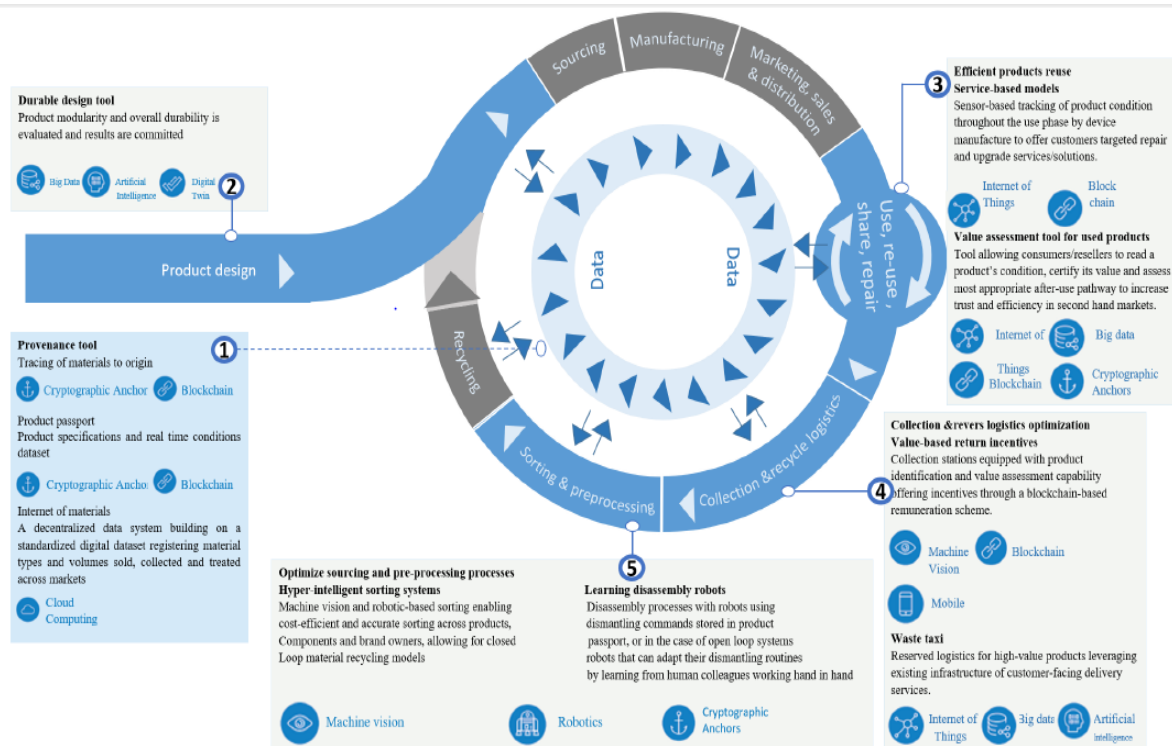 Durable design tool
Product modularity and overall durability is
evaluated and results are committed
Big Data
Artificial
Intelligence
Digital
Twin
2
Product design
Sourcing
Manufacturing
Marketing, sales
& distribution
Use, re-use ,
share, repair
Collection &recycle logistics
Sorting & preprocessing
Recycling
Data
Data
1
Provenance tool
Tracing of materials to origin
Cryptographic Anchor
Blockchain
Product passport
Product specifications and real time conditions
dataset
Cryptographic Ancho
Blockchain
Internet of materials
A decentralized data system building on a
standardized digital dataset registering material
types and volumes sold, collected and treated
across markets
Cloud
Computing
3
Efficient products reuse
Service-based models
Sensor-based tracking of product condition
throughout the use phase by device
manufacture to offer customers targeted repair
and upgrade services/solutions.
Internet of
Things
Block
chain
Value assessment tool for used products
Tool allowing consumers/resellers to read a
product's condition, certify its value and assess
most appropriate after-use pathway to increase
trust and efficiency in second hand markets.
Internet of
Big data
Things
Blockchain
Cryptographic
Anchors
4
Collection &revers logistics optimization
Value-based return incentives
Collection stations equipped with product
identification and value assessment capability
offering incentives through a blockchain-based
remuneration scheme.
Machine
Vision
Blockchain
Mobile
Waste taxi
Reserved logistics for high-value products leveraging
existing infrastructure of customer-facing delivery
services.
Internet of
Things
Big data
Artificial
Intelligence
5
Optimize sourcing and pre-processing processes
Hyper-intelligent sorting systems
Machine vision and robotic-based sorting enabling
cost-efficient and accurate sorting across products,
Components and brand owners, allowing for closed
Loop material recycling models
Learning disassembly robots
Disassembly processes with robots using
dismantling commands stored in product
passport, or in the case of open loop systems
robots that can adapt their dismantling routines
by learning from human colleagues working hand in hand
Machine vision
Robotics
Cryptographic
Anchors